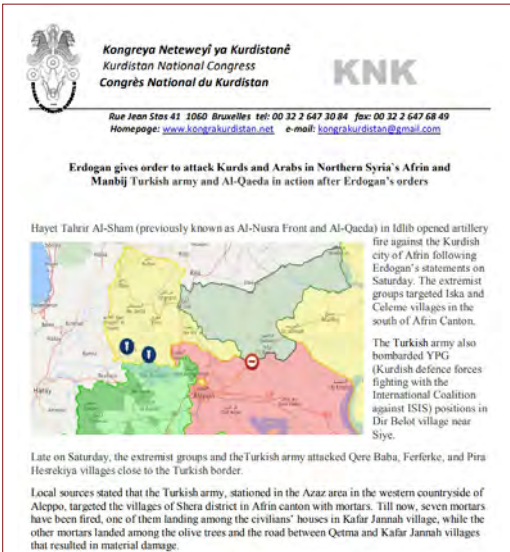 Kongreya Neteweyî ya Kurdistanê
Kurdistan National Congress
Congrès National du Kurdistan
KNK
Rue Jean Stas 41 1060 Bruxelles tel: 00 32 2 647 30 84 fax: 00 32 2 647 68 49
Homepage: www.kongrakurdistan.net e-mail: kongrakurdistan@gmail.com
Erdogan gives order to attack Kurds and Arabs in Northern Syria`s Afrin and
Manbij Turkish army and Al-Qaeda in action after Erdogan's orders
Hayet Tahrir Al-Sham (previously known as Al-Nusra Front and Al-Qaeda) in Idlib opened artillery
fire against the Kurdish
city of Afrin following
Erdogan's statements on
Saturday. The extremist
groups targeted Iska and
Celeme villages in the
south of Afrin Canton.
The Turkish army also
bombarded YPG
(Kurdish defence forces
fighting with the
International Coalition
against ISIS) positions in
Dir Belot village near
Siye.
Late on Saturday, the extremist groups and theTurkish army attacked Qere Baba, Ferferke, and Pira
Hesrekiya villages close to the Turkish border.
Local sources stated that the Turkish army, stationed in the Azaz area in the western countryside of
Aleppo, targeted the villages of Shera district in Afrin canton with mortars. Till now, seven mortars
have been fired, one of them landing among the civilians' houses in Kafar Jannah village, while the
other mortars landed among the olive trees and the road between Qetma and Kafar Jannah villages
that resulted in material damage.